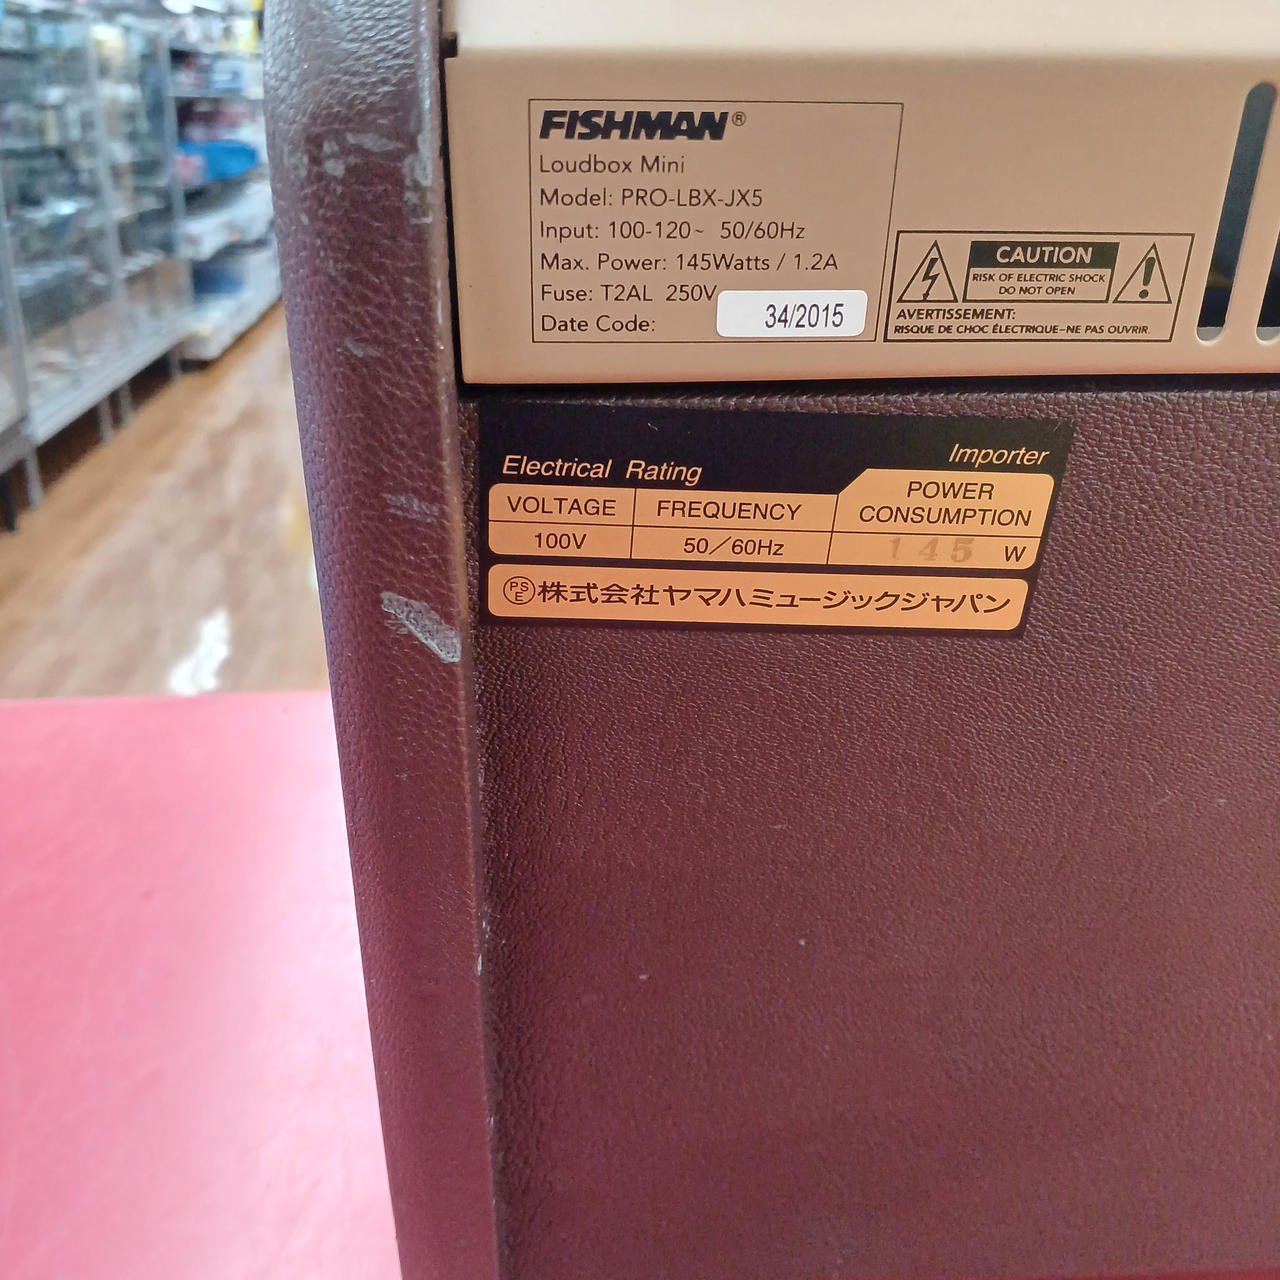 FISHMAN®
Loudbox Mini
Model: PRO-LBX-JX5
Input: 100-120~ 50/60Hz
Max. Power: 145Watts / 1.2A
Fuse: T2AL 250V
Date Code: 34/2015
CAUTION
RISK OF ELECTRIC SHOCK
DO NOT OPEN
AVERTISSEMENT:
RISQUE DE CHOC ÉLECTRIQUE–NE PAS OUVRIR.
Electrical Rating
Importer
VOLTAGE FREQUENCY POWER CONSUMPTION
100V 50/60Hz 145 W
PSE 株式会社ヤマハミュージックジャパン